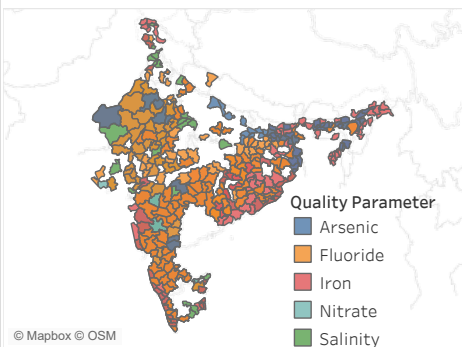 Quality Parameter
Arsenic
Fluoride
Iron
Nitrate
Salinity
© Mapbox © OSM